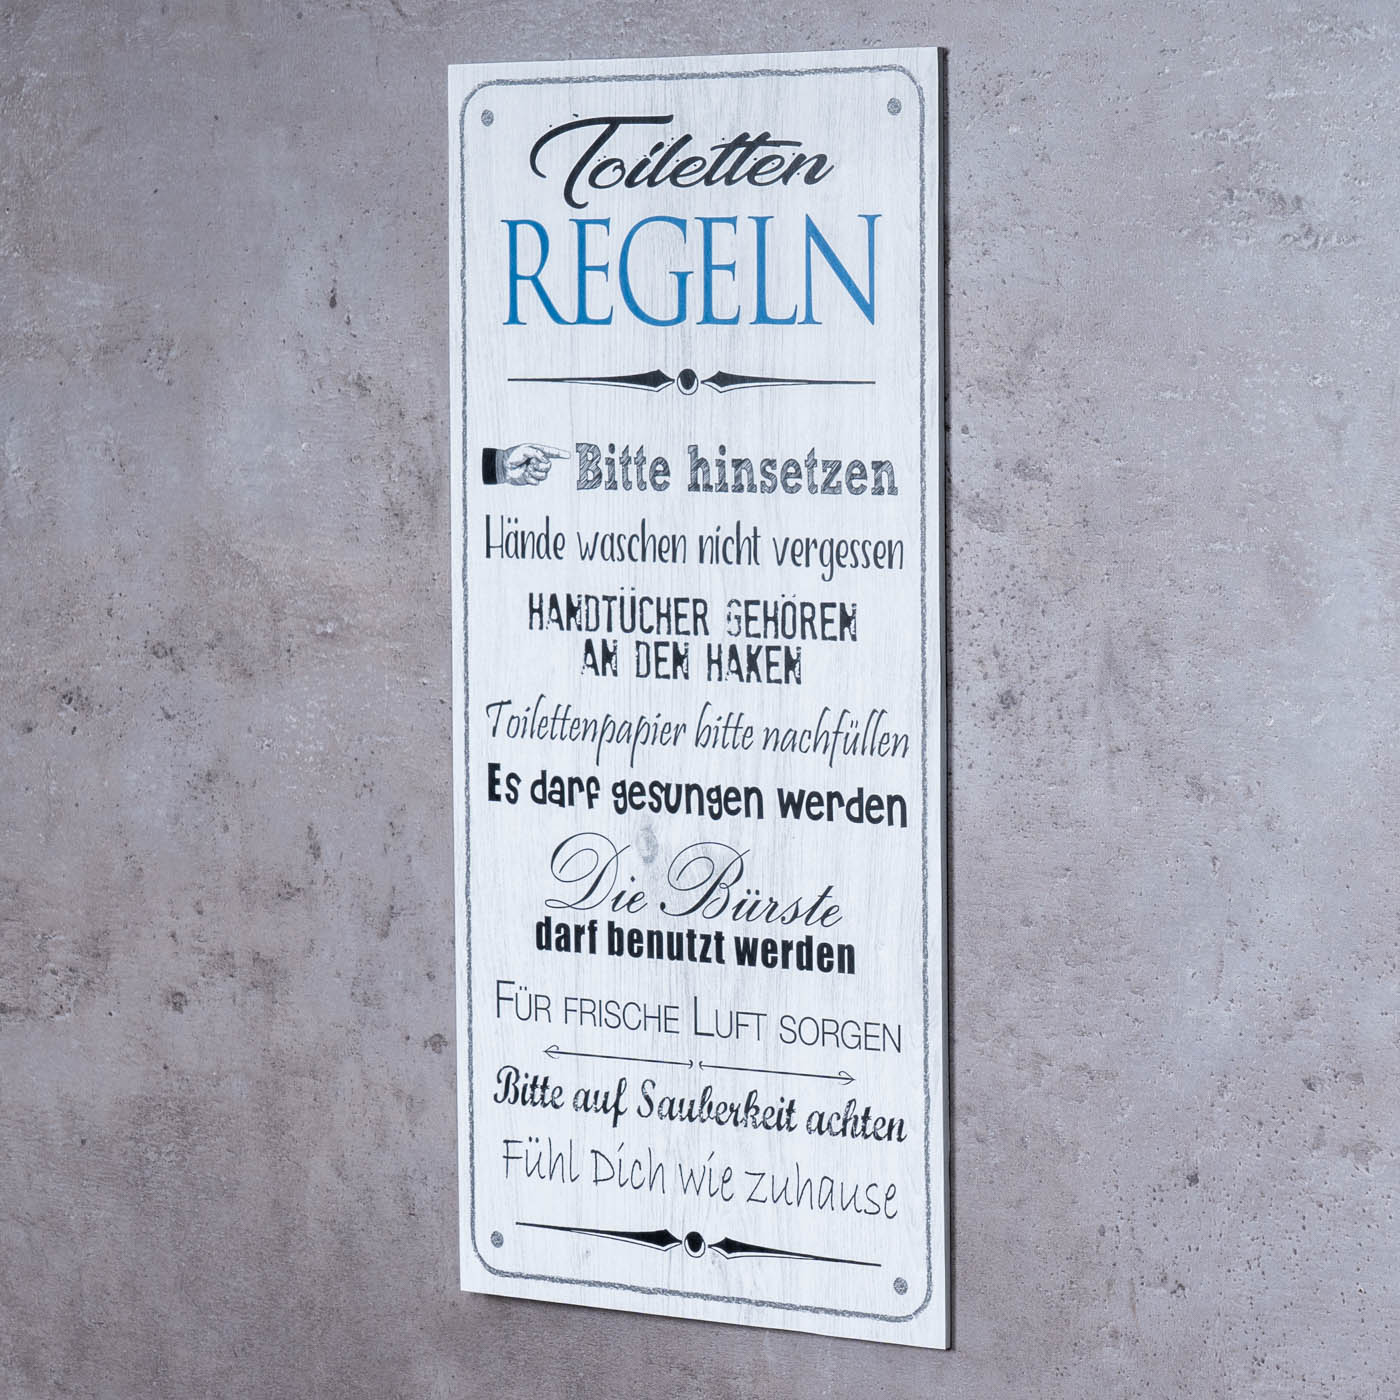 Toiletten
REGELN
Bitte hinsetzen
Hände waschen nicht vergessen
HANDTÜCHER GEHÖREN
AN DEN HAKEN
Toilettenpapier bitte nachfüllen
Es darf gesungen werden
Die Bürste
darf benutzt werden
FÜR FRISCHE LUFT SORGEN
Bitte auf Sauberkeit achten
Fühl Dich wie zuhause